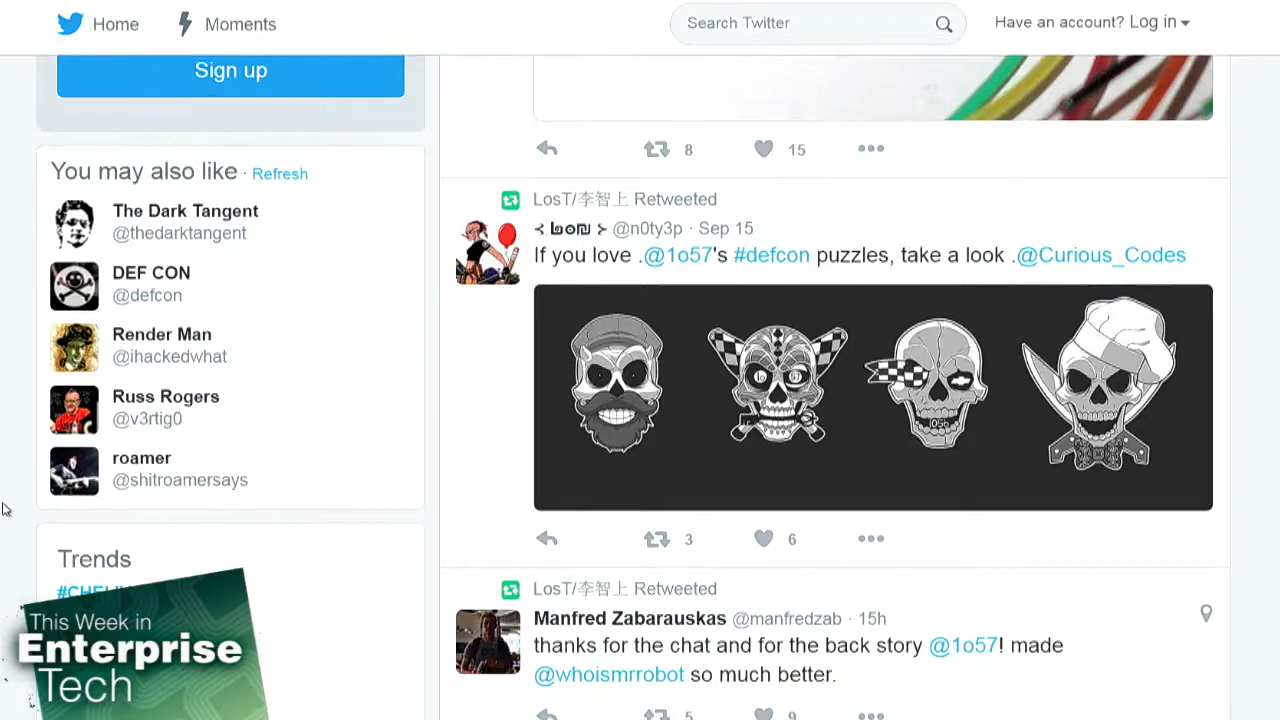 Home
Moments
Search Twitter
Have an account? Log in
Sign up
You may also like · Refresh
The Dark Tangent
@thedarktangent
DEF CON
@defcon
Render Man
@ihackedwhat
Russ Rogers
@v3rtig0
roamer
@shitroamersays
Trends
This Week in
Enterprise
Tech
8
15
LosT/李智上 Retweeted
@n0ty3p · Sep 15
If you love .@1o57's #defcon puzzles, take a look .@Curious_Codes
1o57
3
6
LosT/李智上 Retweeted
Manfred Zabarauskas @manfredzab · 15h
thanks for the chat and for the back story @1o57! made
@whoismrrobot so much better.
5
9